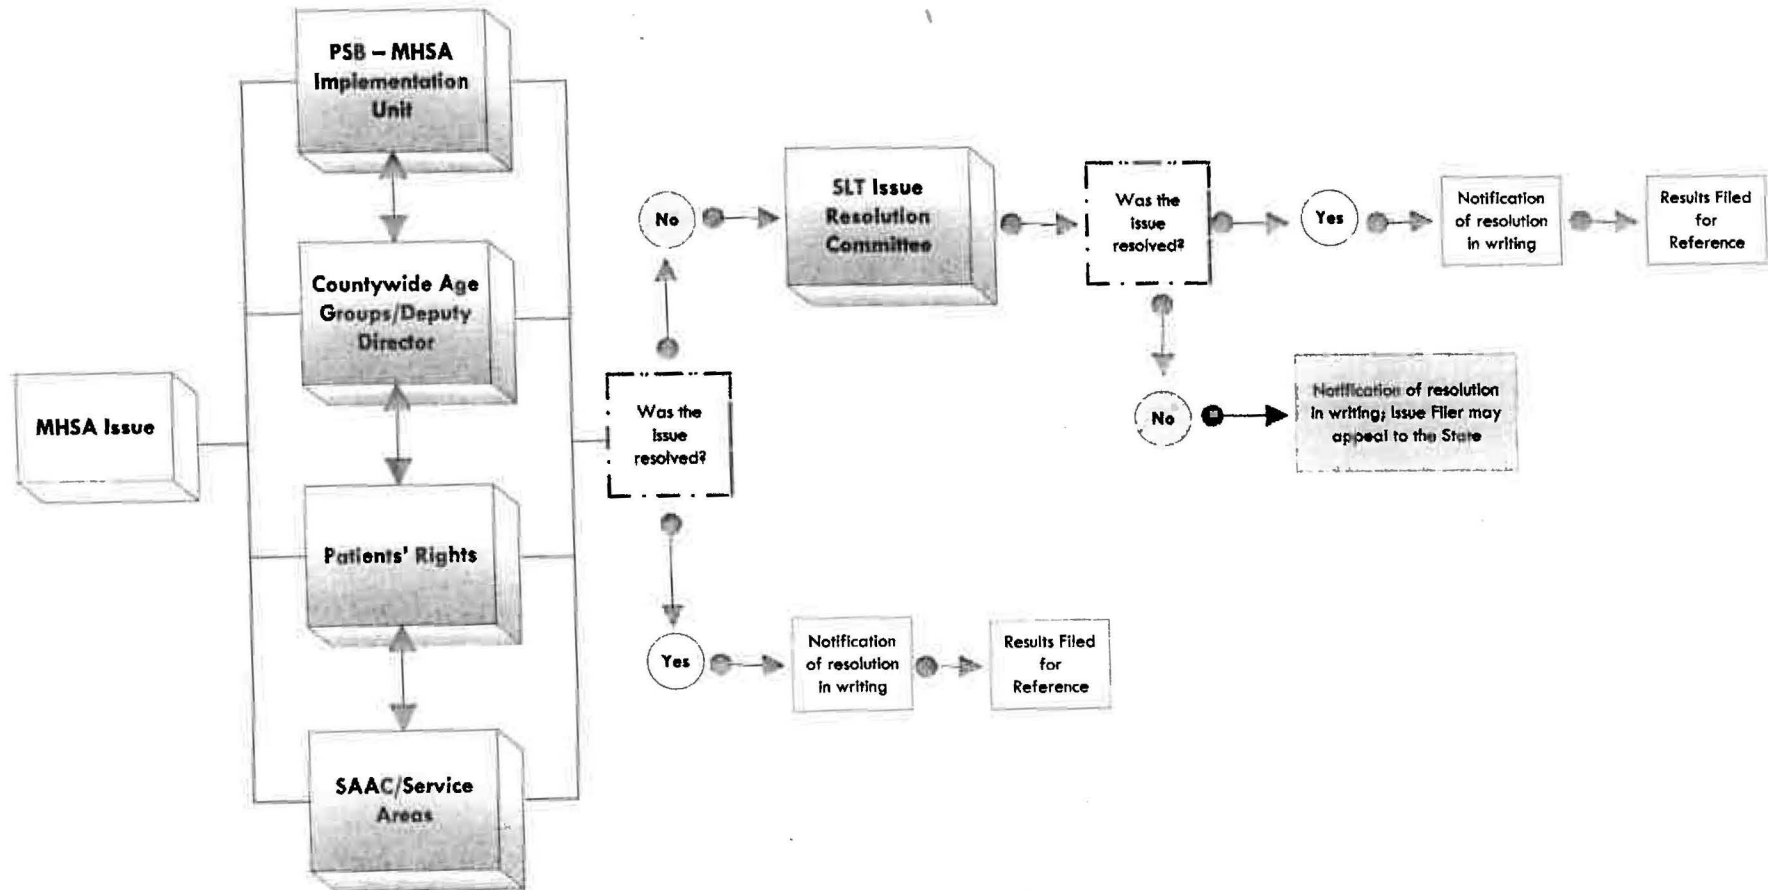 PSB – MHSA
Implementation
Unit
Countywide Age
Groups/Deputy
Director
MHSA Issue
Patients' Rights
SAAC/Service
Areas
Was the
issue
resolved?
No
SLT Issue
Resolution
Committee
Was the
issue
resolved?
Yes
Notification
of resolution
in writing
Results Filed
for
Reference
No
Notification of resolution
in writing; Issue Filer may
appeal to the State
Yes
Notification
of resolution
in writing
Results Filed
for
Reference